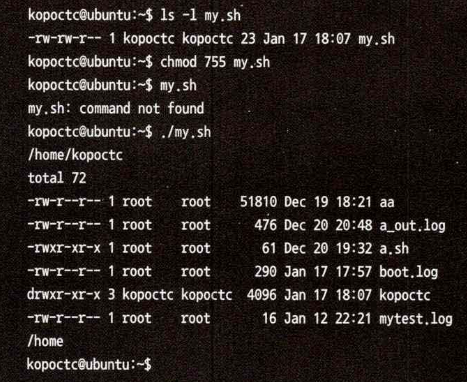 kopoctc@ubuntu:~$ ls -l my.sh
-rw-rw-r-- 1 kopoctc kopoctc 23 Jan 17 18:07 my.sh
kopoctc@ubuntu:~$ chmod 755 my.sh
kopoctc@ubuntu:~$ my.sh
my.sh: command not found
kopoctc@ubuntu:~$ ./my.sh
/home/kopoctc
total 72
-rw-r--r-- 1 root    root    51810 Dec 19 18:21 aa
-rw-r--r-- 1 root    root      476 Dec 20 20:48 a_out.log
-rwxr-xr-x 1 root    root       61 Dec 20 19:32 a.sh
-rw-r--r-- 1 root    root      290 Jan 17 17:57 boot.log
drwxr-xr-x 3 kopoctc kopoctc  4096 Jan 17 18:07 kopoctc
-rw-r--r-- 1 root    root       16 Jan 12 22:21 mytest.log
/home
kopoctc@ubuntu:~$